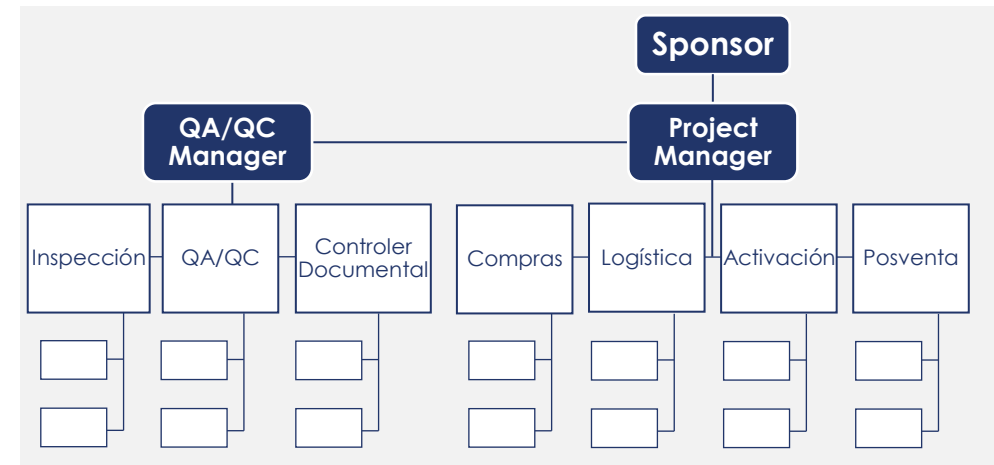 Sponsor
QA/QC
Manager
Project
Manager
Inspección
QA/QC
Controler
Documental
Compras
Logística
Activación
Posventa